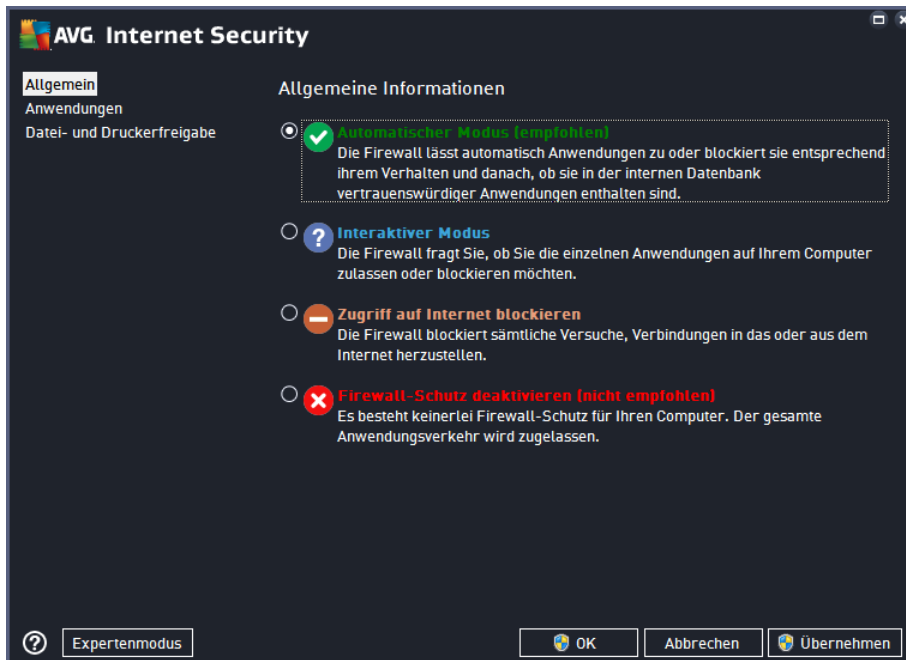 AVG Internet Security
Allgemein
Anwendungen
Datei- und Druckerfreigabe
Allgemeine Informationen
Automatischer Modus (empfohlen)
Die Firewall lässt automatisch Anwendungen zu oder blockiert sie entsprechend
ihrem Verhalten und danach, ob sie in der internen Datenbank
vertrauenswürdiger Anwendungen enthalten sind.
Interaktiver Modus
Die Firewall fragt Sie, ob Sie die einzelnen Anwendungen auf Ihrem Computer
zulassen oder blockieren möchten.
Zugriff auf Internet blockieren
Die Firewall blockiert sämtliche Versuche, Verbindungen in das oder aus dem
Internet herzustellen.
Firewall-Schutz deaktivieren (nicht empfohlen)
Es besteht keinerlei Firewall-Schutz für Ihren Computer. Der gesamte
Anwendungsverkehr wird zugelassen.
Expertenmodus
OK
Abbrechen
Übernehmen